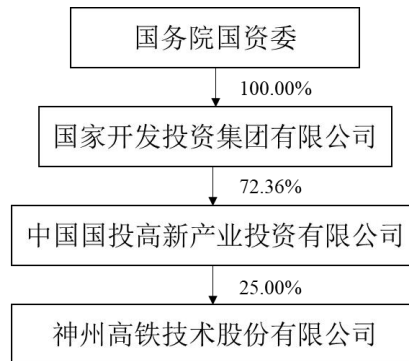 国务院国资委
100.00%
国家开发投资集团有限公司
72.36%
中国国投高新产业投资有限公司
25.00%
神州高铁技术股份有限公司